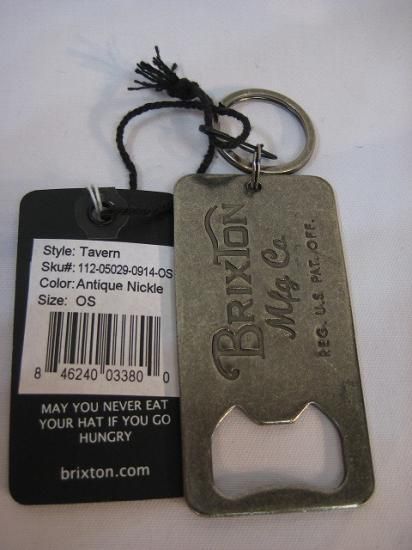 Style: Tavern
Sku#: 112-05029-0914-OS
Color: Antique Nickle
Size: OS
8 46240 03380 0
MAY YOU NEVER EAT
YOUR HAT IF YOU GO
HUNGRY
brixton.com
BRIXTON
Mfg Co
REG. U.S. PAT. OFF.